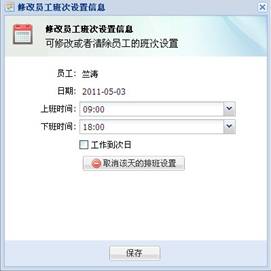 修改员工班次设置信息
修改员工班次设置信息
可修改或者清除员工的班次设置
员工： 竺涛
日期： 2011-05-03
上班时间： 09:00
下班时间： 18:00
工作到次日
取消该天的排班设置
保存